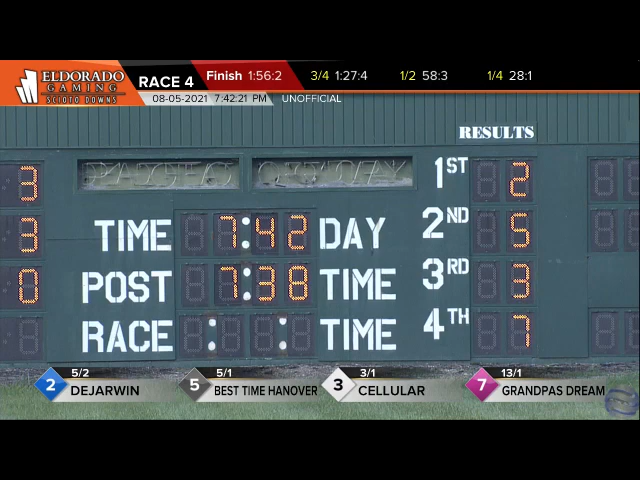 ELDORADO
GAMING
SCIOTO DOWNS
RACE 4
Finish 1:56:2
3/4 1:27:4
1/2 58:3
1/4 28:1
08-05-2021 7:42:21 PM
UNOFFICIAL
RESULTS
3 1ST 2
3 TIME 7:42 DAY 2ND 5
0 POST 7:38 TIME 3RD 3
RACE : : TIME 4TH 7
2 5/2 DEJARWIN
5 5/1 BEST TIME HANOVER
3 3/1 CELLULAR
7 13/1 GRANDPAS DREAM